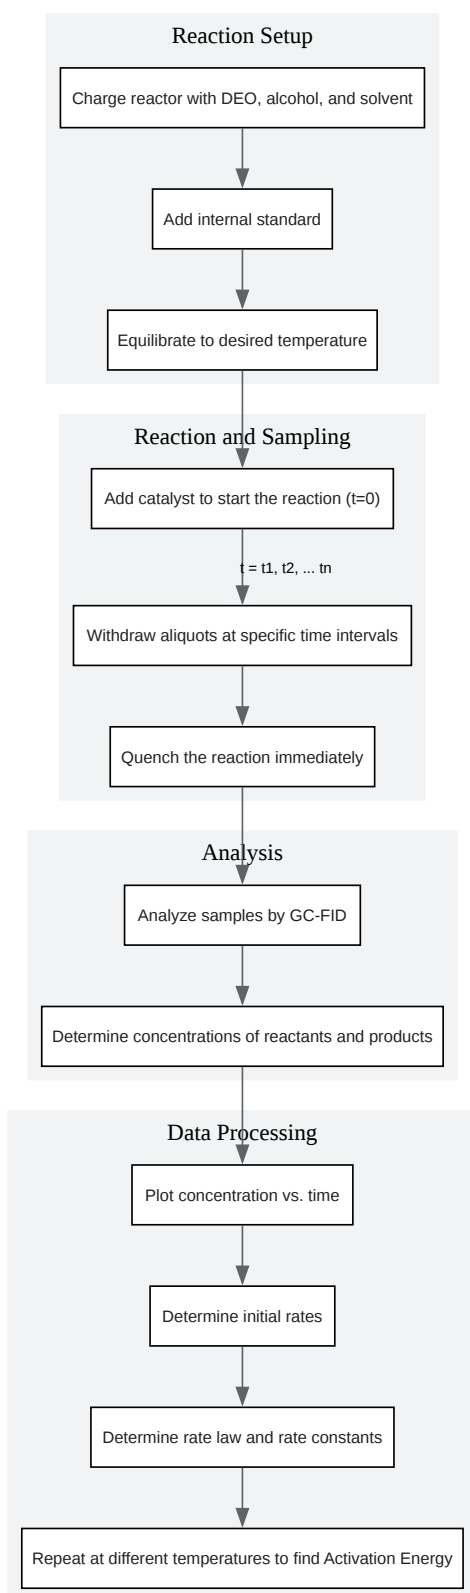 Reaction Setup
Charge reactor with DEO, alcohol, and solvent
Add internal standard
Equilibrate to desired temperature
Reaction and Sampling
Add catalyst to start the reaction (t=0)
t = t1, t2, ... tn
Withdraw aliquots at specific time intervals
Quench the reaction immediately
Analysis
Analyze samples by GC-FID
Determine concentrations of reactants and products
Data Processing
Plot concentration vs. time
Determine initial rates
Determine rate law and rate constants
Repeat at different temperatures to find Activation Energy